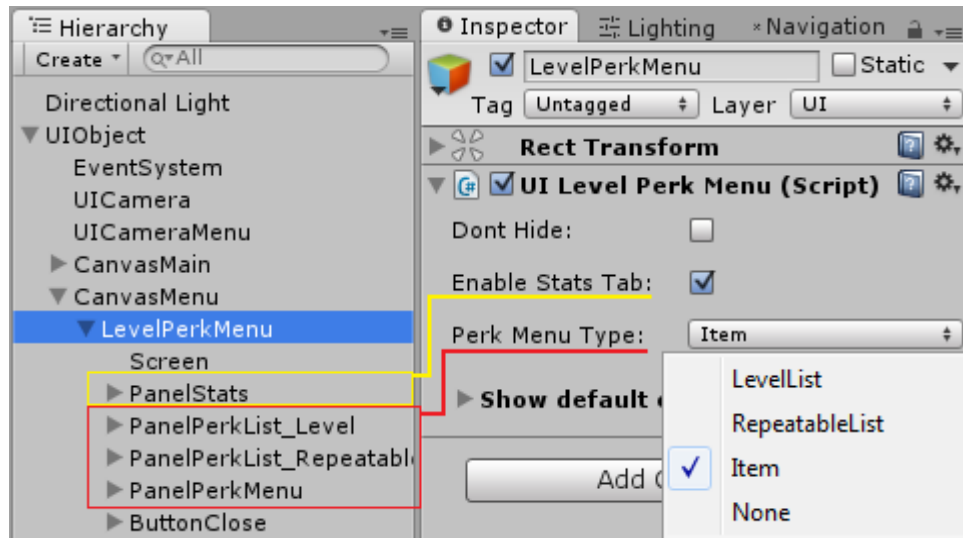 Hierarchy
Create
All
Directional Light
UIObject
EventSystem
UICamera
UICameraMenu
CanvasMain
CanvasMenu
LevelPerkMenu
Screen
PanelStats
PanelPerkList_Level
PanelPerkList_Repeatabl
PanelPerkMenu
ButtonClose
Inspector Lighting Navigation
LevelPerkMenu Static
Tag Untagged Layer UI
Rect Transform
UI Level Perk Menu (Script)
Dont Hide:
Enable Stats Tab:
Perk Menu Type: Item
LevelList
RepeatableList
Item
None
Show default
Add